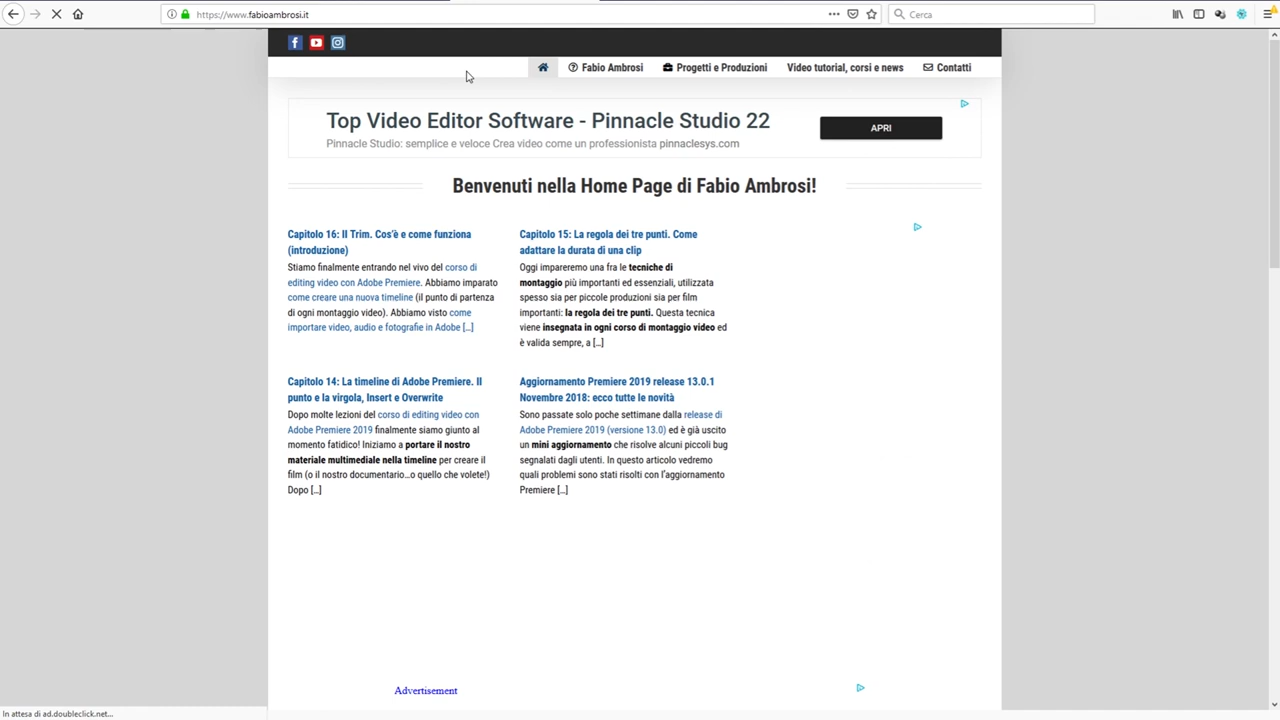 https://www.fabioambrosi.it
Cerca
Fabio Ambrosi
Progetti e Produzioni
Video tutorial, corsi e news
Contatti
Top Video Editor Software - Pinnacle Studio 22
Pinnacle Studio: semplice e veloce Crea video come un professionista pinnaclesys.com
APRI
Benvenuti nella Home Page di Fabio Ambrosi!
Capitolo 16: Il Trim. Cos'è e come funziona
(introduzione)
Stiamo finalmente entrando nel vivo del corso di
editing video con Adobe Premiere. Abbiamo imparato
come creare una nuova timeline (il punto di partenza
di ogni montaggio video). Abbiamo visto come
importare video, audio e fotografie in Adobe [...]
Capitolo 15: La regola dei tre punti. Come
adattare la durata di una clip
Oggi impareremo una fra le tecniche di
montaggio più importanti ed essenziali, utilizzata
spesso sia per piccole produzioni sia per film
importanti: la regola dei tre punti. Questa tecnica
viene insegnata in ogni corso di montaggio video ed
è valida sempre, a [...]
Capitolo 14: La timeline di Adobe Premiere. Il
punto e la virgola, Insert e Overwrite
Dopo molte lezioni del corso di editing video con
Adobe Premiere 2019 finalmente siamo giunto al
momento fatidico! Iniziamo a portare il nostro
materiale multimediale nella timeline per creare il
film (o il nostro documentario...o quello che volete!)
Dopo [...]
Aggiornamento Premiere 2019 release 13.0.1
Novembre 2018: ecco tutte le novità
Sono passate solo poche settimane dalla release di
Adobe Premiere 2019 (versione 13.0) ed è già uscito
un mini aggiornamento che risolve alcuni piccoli bug
segnalati dagli utenti. In questo articolo vedremo
quali problemi sono stati risolti con l'aggiornamento
Premiere [...]
Advertisement
In attesa di ad.doubleclick.net...